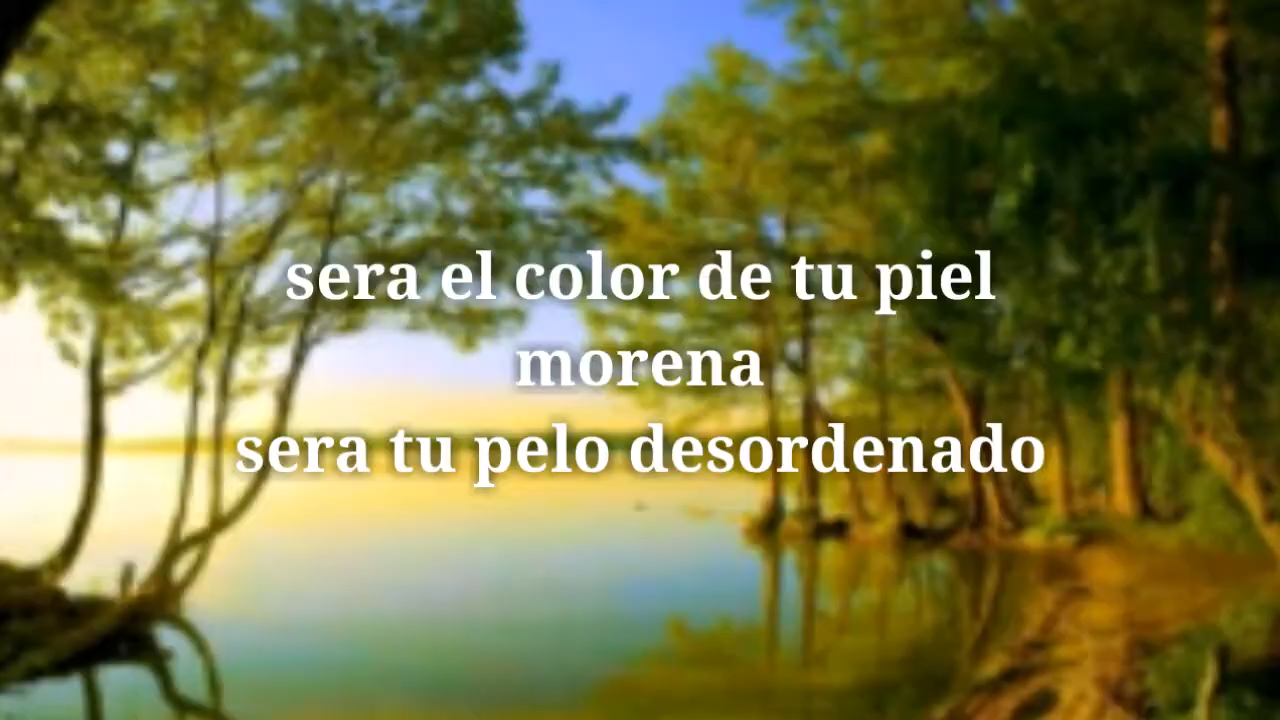 sera el color de tu piel
morena
sera tu pelo desordenado